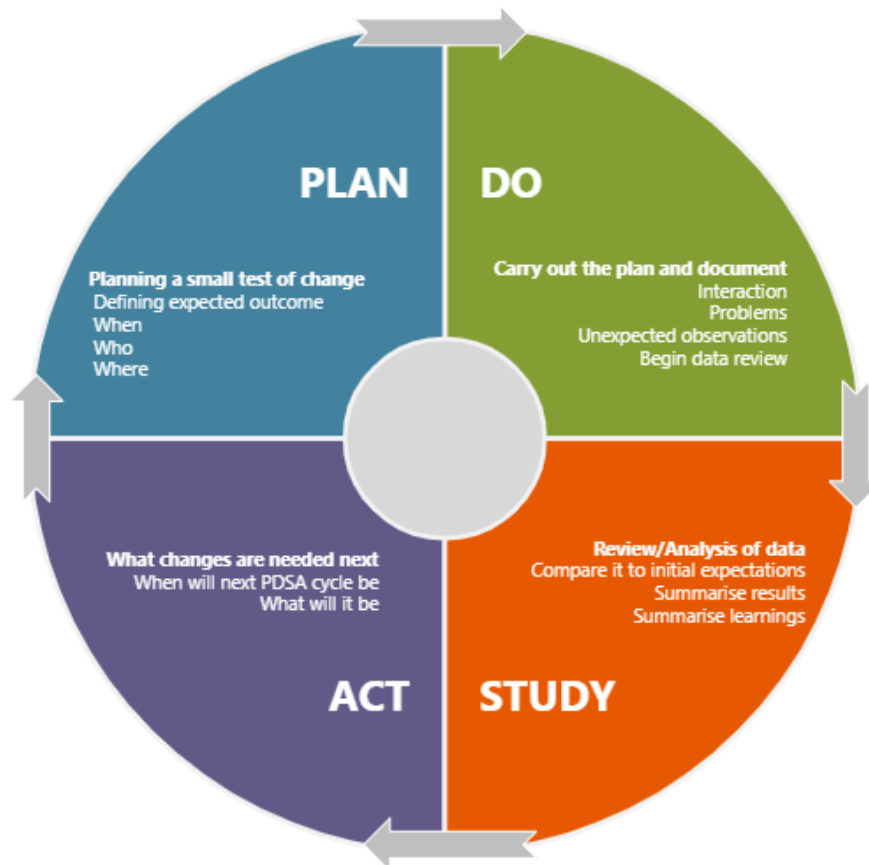 PLAN
Planning a small test of change
Defining expected outcome
When
Who
Where
DO
Carry out the plan and document
Interaction
Problems
Unexpected observations
Begin data review
Review/Analysis of data
Compare it to initial expectations
Summarise results
Summarise learnings
STUDY
What changes are needed next
When will next PDSA cycle be
What will it be
ACT